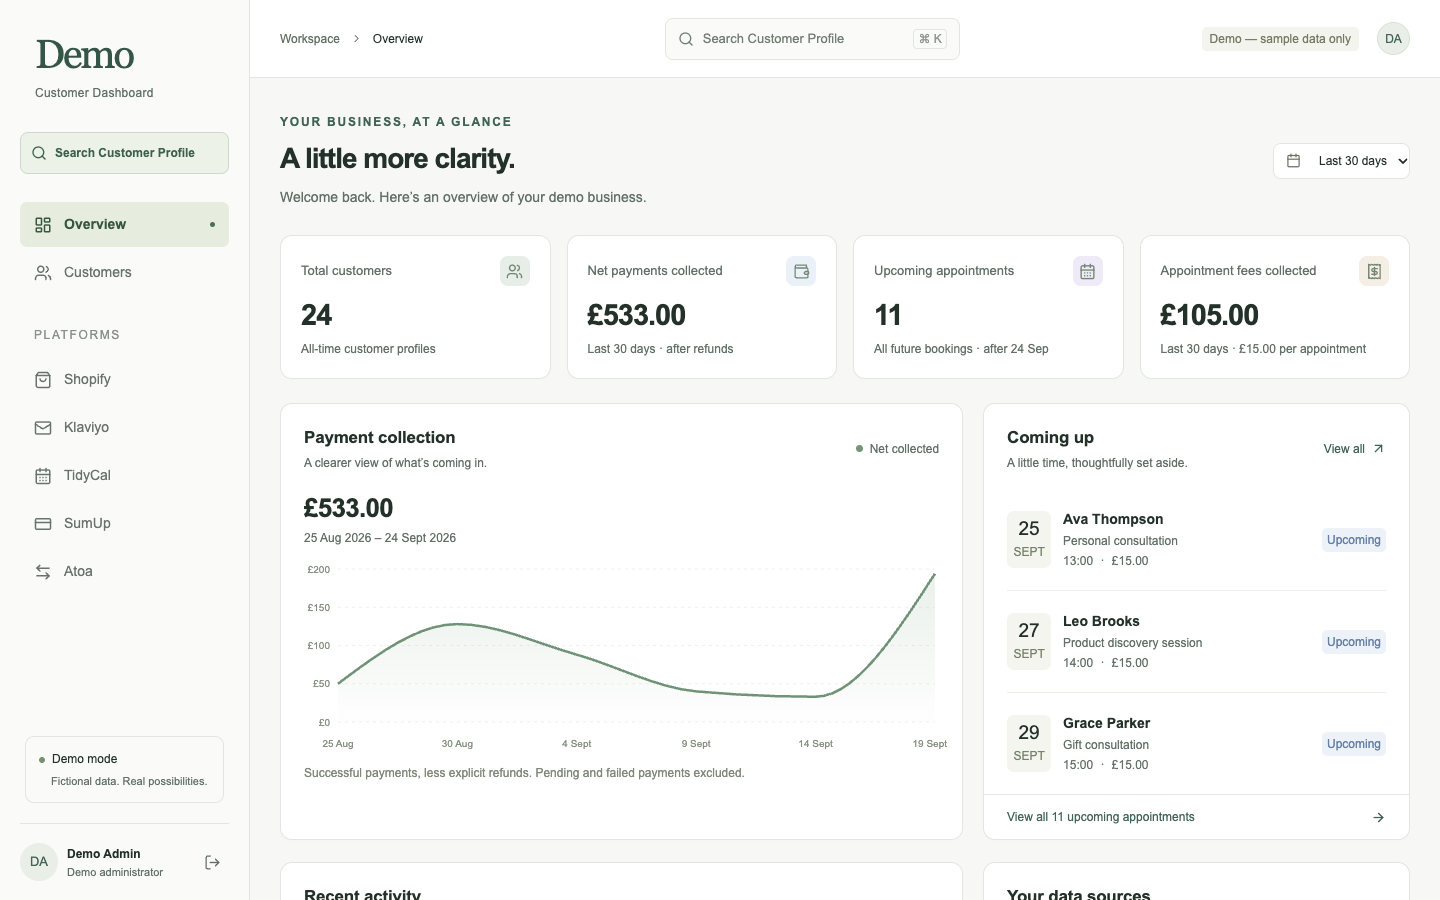 Demo
Customer Dashboard
Search Customer Profile
Overview
Customers
PLATFORMS
Shopify
Klaviyo
TidyCal
SumUp
Atoa
Demo mode
Fictional data. Real possibilities.
DA
Demo Admin
Demo administrator
Workspace > Overview
Search Customer Profile
⌘ K
Demo — sample data only
DA
YOUR BUSINESS, AT A GLANCE
A little more clarity.
Welcome back. Here's an overview of your demo business.
Last 30 days
Total customers
24
All-time customer profiles
Net payments collected
£533.00
Last 30 days · after refunds
Upcoming appointments
11
All future bookings · after 24 Sep
Appointment fees collected
£105.00
Last 30 days · £15.00 per appointment
Payment collection
A clearer view of what's coming in.
Net collected
£533.00
25 Aug 2026 – 24 Sept 2026
£200
£150
£100
£50
£0
25 Aug 30 Aug 4 Sept 9 Sept 14 Sept 19 Sept
Successful payments, less explicit refunds. Pending and failed payments excluded.
Coming up
A little time, thoughtfully set aside.
View all
25 SEPT
Ava Thompson
Personal consultation
13:00 · £15.00
Upcoming
27 SEPT
Leo Brooks
Product discovery session
14:00 · £15.00
Upcoming
29 SEPT
Grace Parker
Gift consultation
15:00 · £15.00
Upcoming
View all 11 upcoming appointments
Recent activity
Your data sources